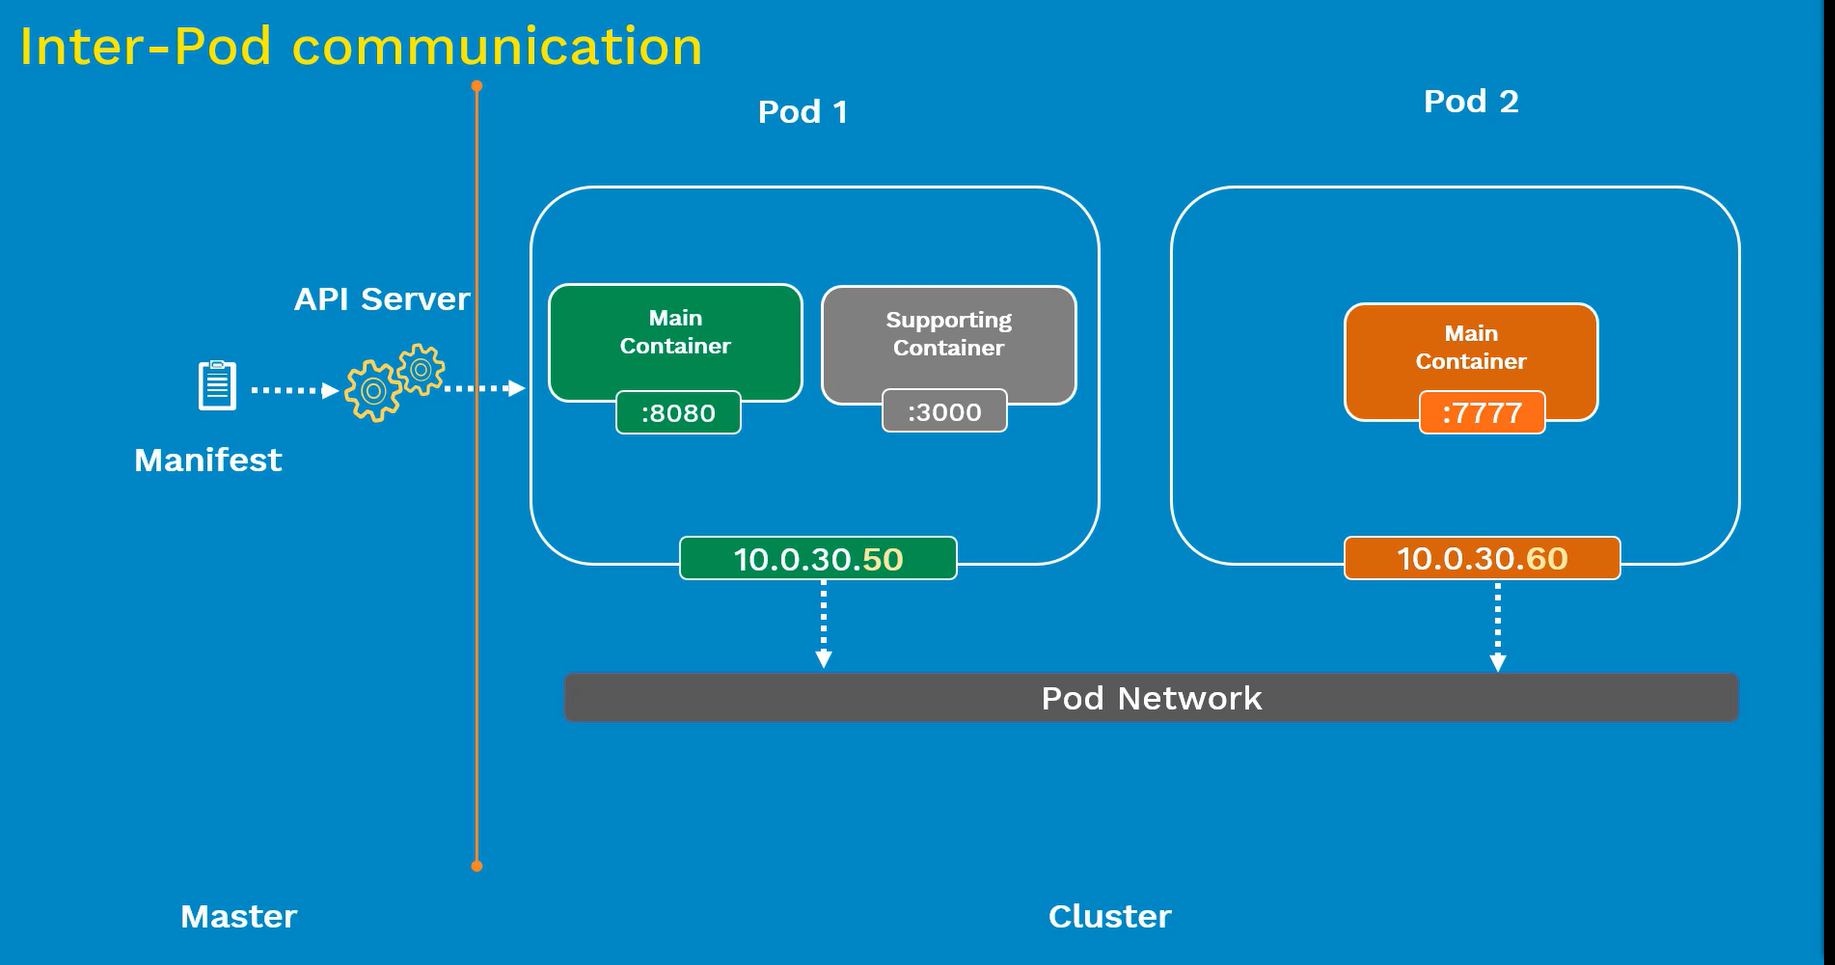 Inter-Pod communication
Pod 1
Pod 2
API Server
Manifest
Main
Container
:8080
Supporting
Container
:3000
Main
Container
:7777
10.0.30.50
10.0.30.60
Pod Network
Master
Cluster